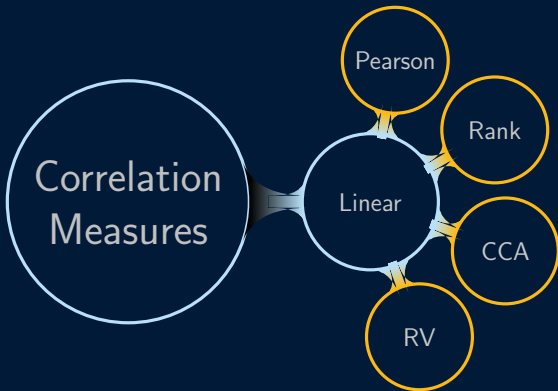 Correlation
Measures
Linear
Pearson
Rank
CCA
RV